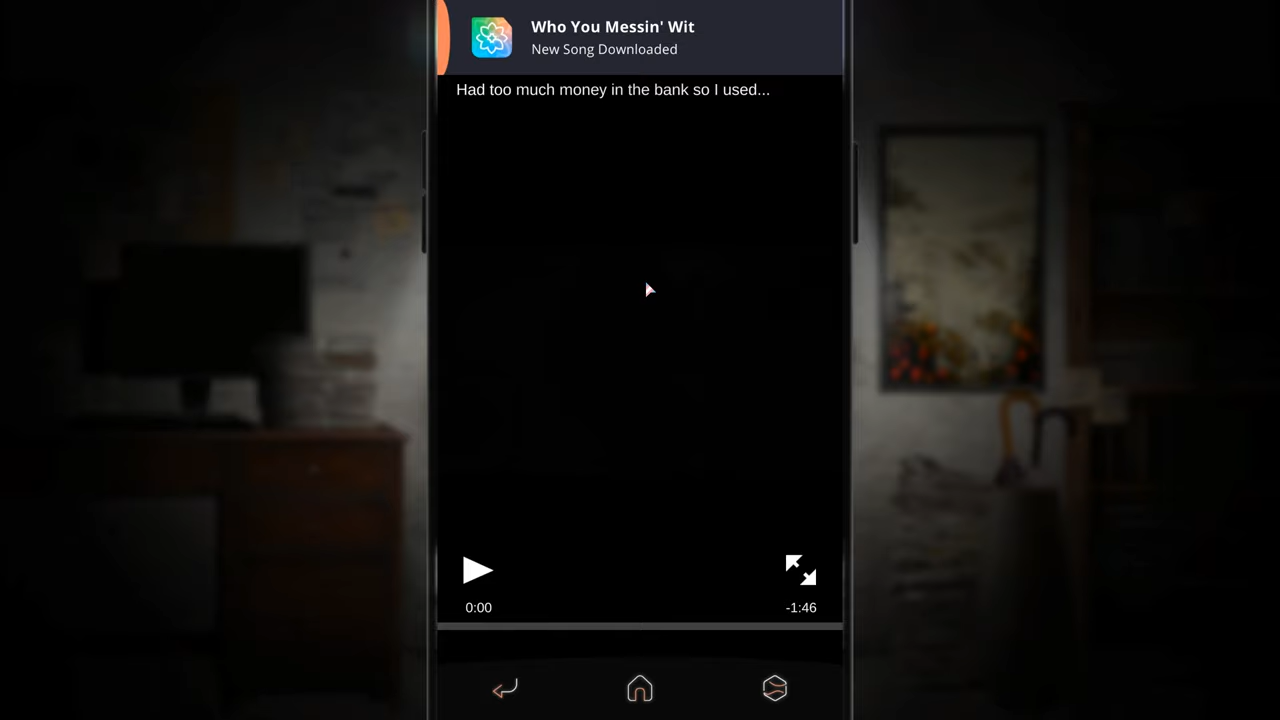 Who You Messin' Wit
New Song Downloaded
Had too much money in the bank so I used...
0:00
-1:46